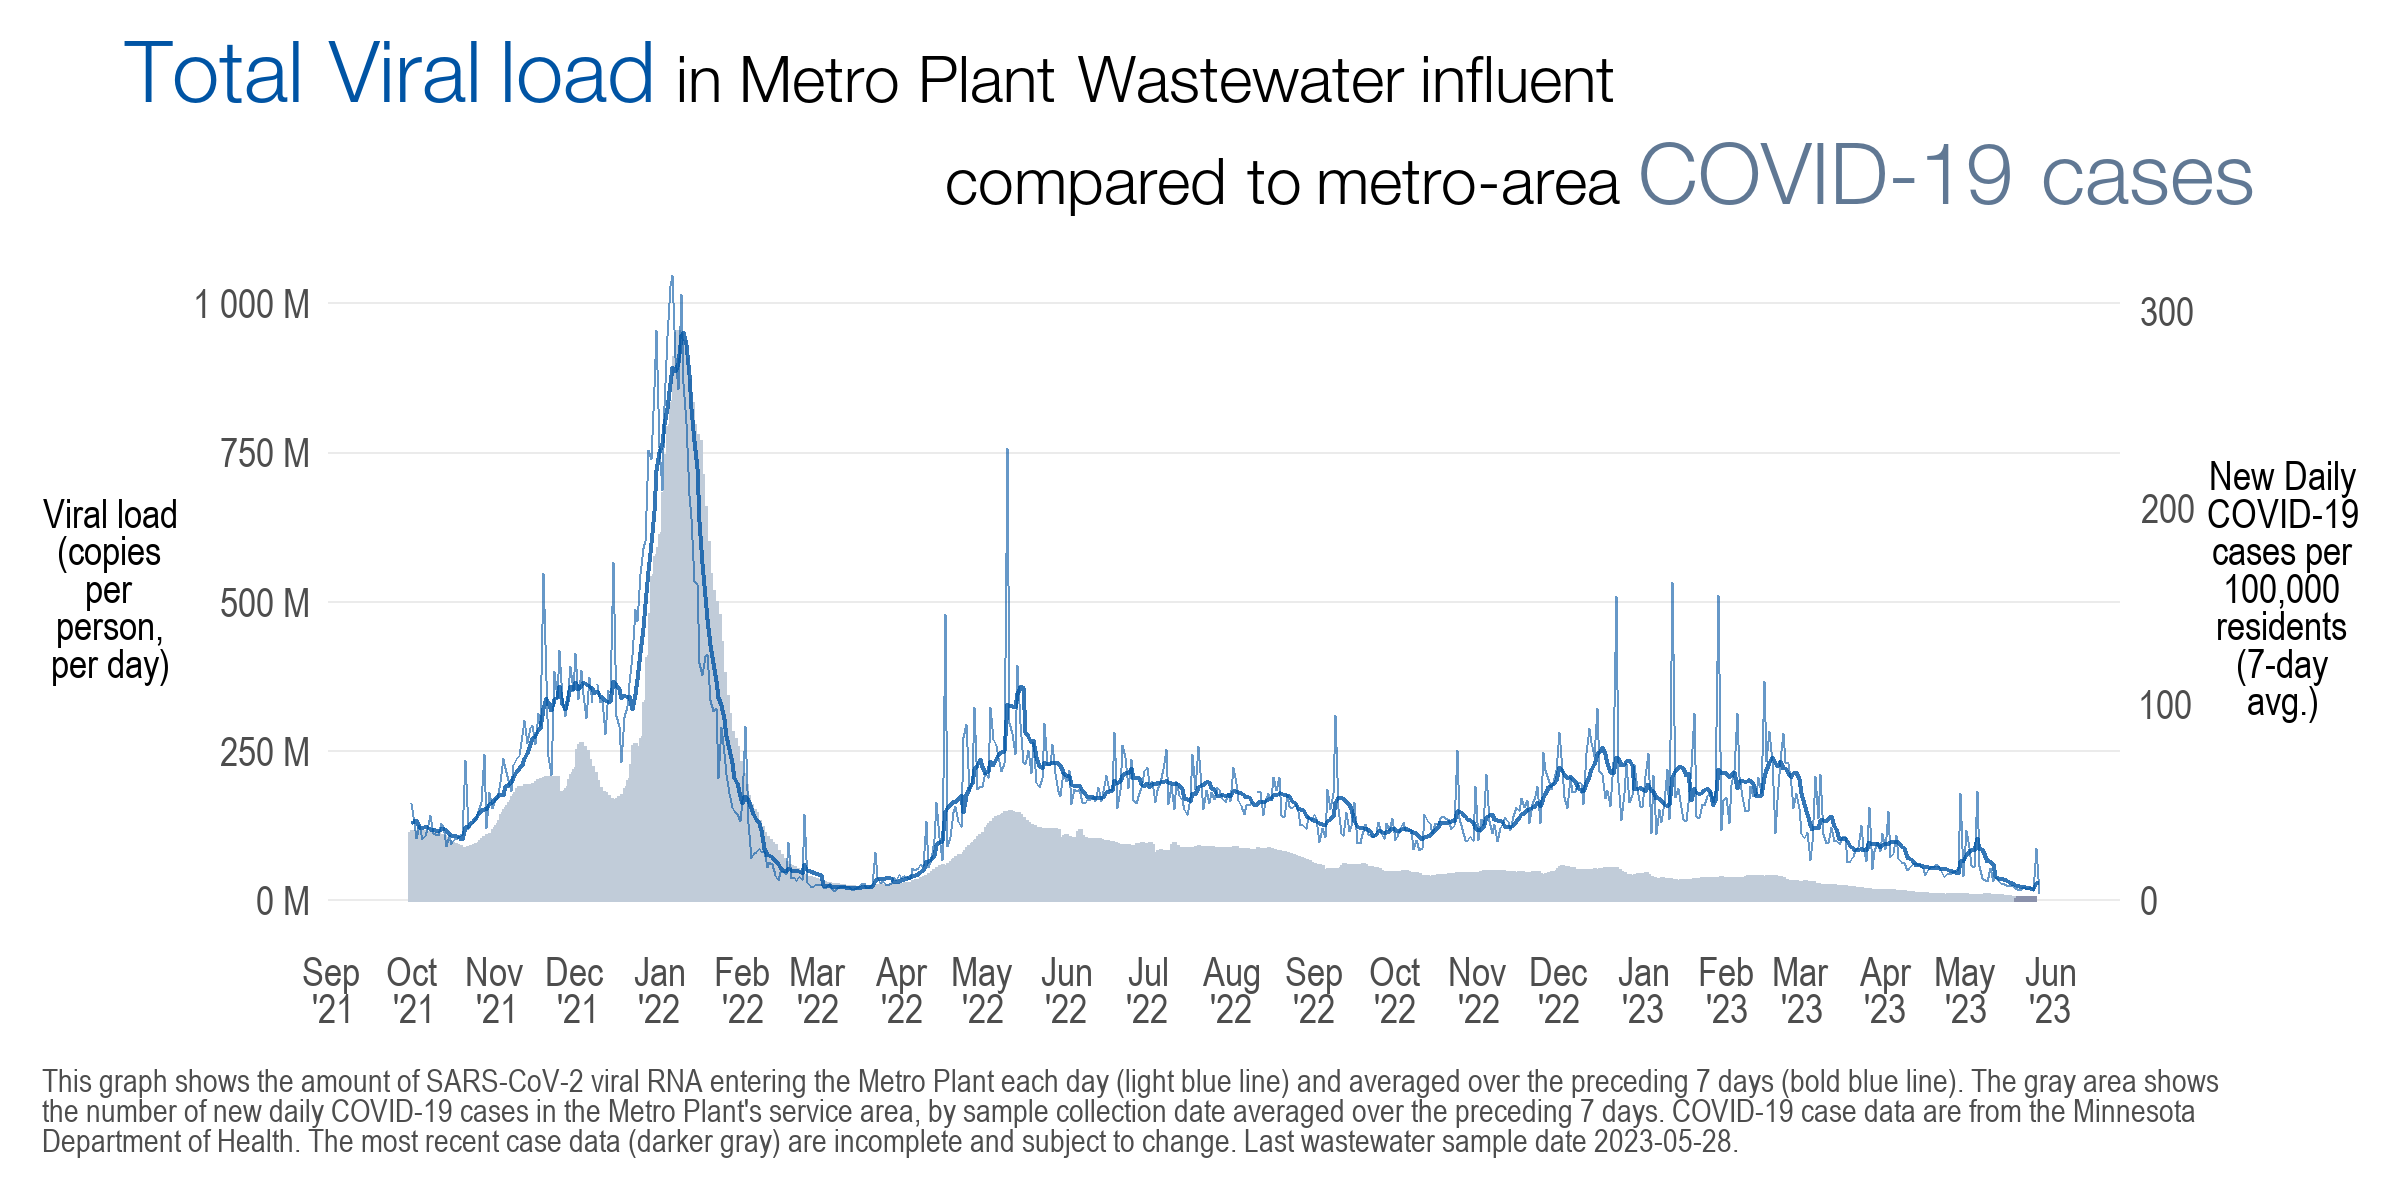 Total Viral load in Metro Plant Wastewater influent
compared to metro-area COVID-19 cases
1 000 M
750 M
500 M
250 M
0 M
Viral load
(copies
per
person,
per day)
300
200
100
0
New Daily
COVID-19
cases per
100,000
residents
(7-day
avg.)
Sep Oct Nov Dec Jan Feb Mar Apr May Jun Jul Aug Sep Oct Nov Dec Jan Feb Mar Apr May Jun
'21 '21 '21 '21 '22 '22 '22 '22 '22 '22 '22 '22 '22 '22 '22 '22 '23 '23 '23 '23 '23 '23
This graph shows the amount of SARS-CoV-2 viral RNA entering the Metro Plant each day (light blue line) and averaged over the preceding 7 days (bold blue line). The gray area shows
the number of new daily COVID-19 cases in the Metro Plant's service area, by sample collection date averaged over the preceding 7 days. COVID-19 case data are from the Minnesota
Department of Health. The most recent case data (darker gray) are incomplete and subject to change. Last wastewater sample date 2023-05-28.